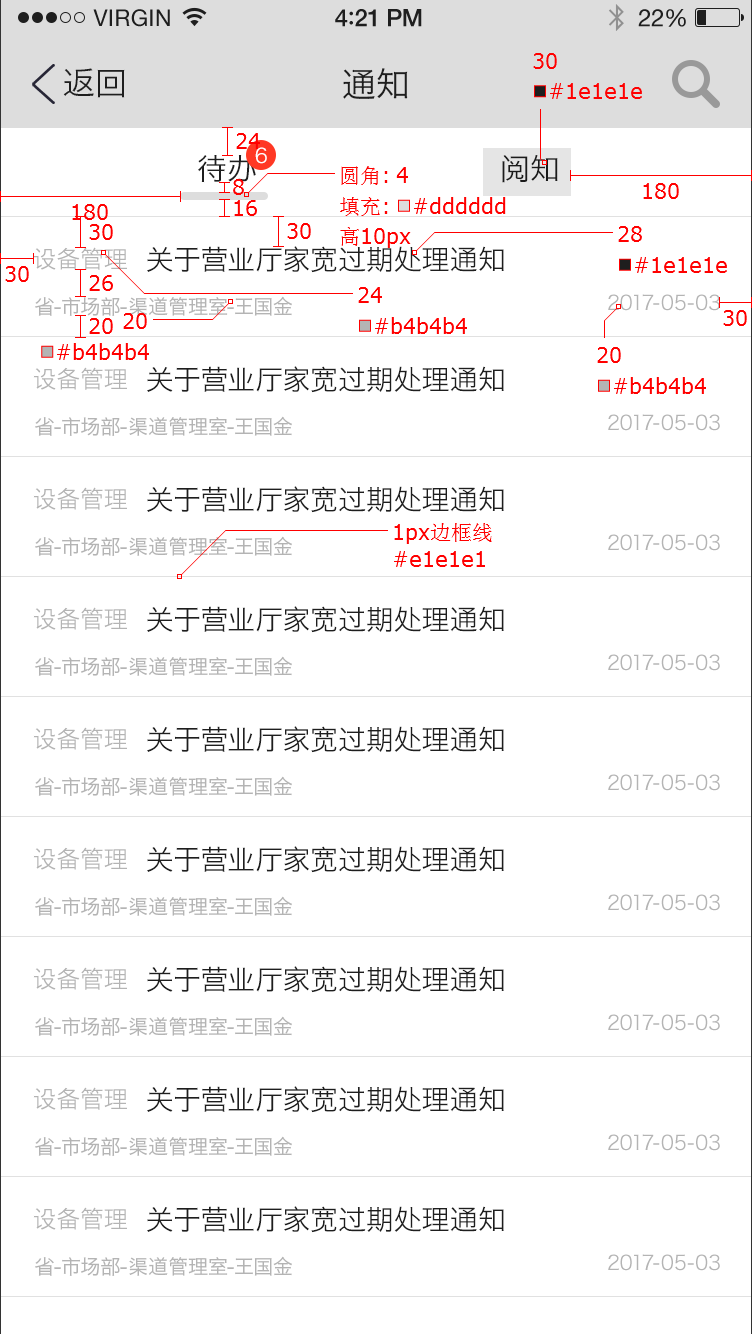 VIRGIN 4:21 PM 22%
返回 通知
30
#1e1e1e
24
待办 6 阅知
8
圆角: 4
180
180
16
填充: #dddddd
30
30
高10px
28
设备管理 关于营业厅家宽过期处理通知
#1e1e1e
30
26
24
省-市场部-渠道管理室-王国金 2017-05-03
20
20
#b4b4b4
30
#b4b4b4
20
#b4b4b4
设备管理 关于营业厅家宽过期处理通知
省-市场部-渠道管理室-王国金 2017-05-03
设备管理 关于营业厅家宽过期处理通知
1px边框线
省-市场部-渠道管理室-王国金 2017-05-03
#e1e1e1
设备管理 关于营业厅家宽过期处理通知
省-市场部-渠道管理室-王国金 2017-05-03
设备管理 关于营业厅家宽过期处理通知
省-市场部-渠道管理室-王国金 2017-05-03
设备管理 关于营业厅家宽过期处理通知
省-市场部-渠道管理室-王国金 2017-05-03
设备管理 关于营业厅家宽过期处理通知
省-市场部-渠道管理室-王国金 2017-05-03
设备管理 关于营业厅家宽过期处理通知
省-市场部-渠道管理室-王国金 2017-05-03
设备管理 关于营业厅家宽过期处理通知
省-市场部-渠道管理室-王国金 2017-05-03